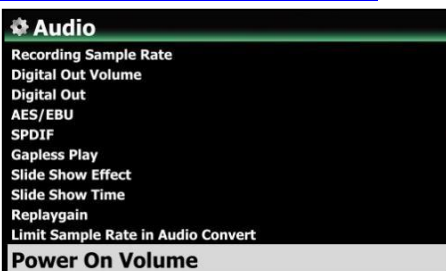 Audio
Recording Sample Rate
Digital Out Volume
Digital Out
AES/EBU
SPDIF
Gapless Play
Slide Show Effect
Slide Show Time
Replaygain
Limit Sample Rate in Audio Convert
Power On Volume